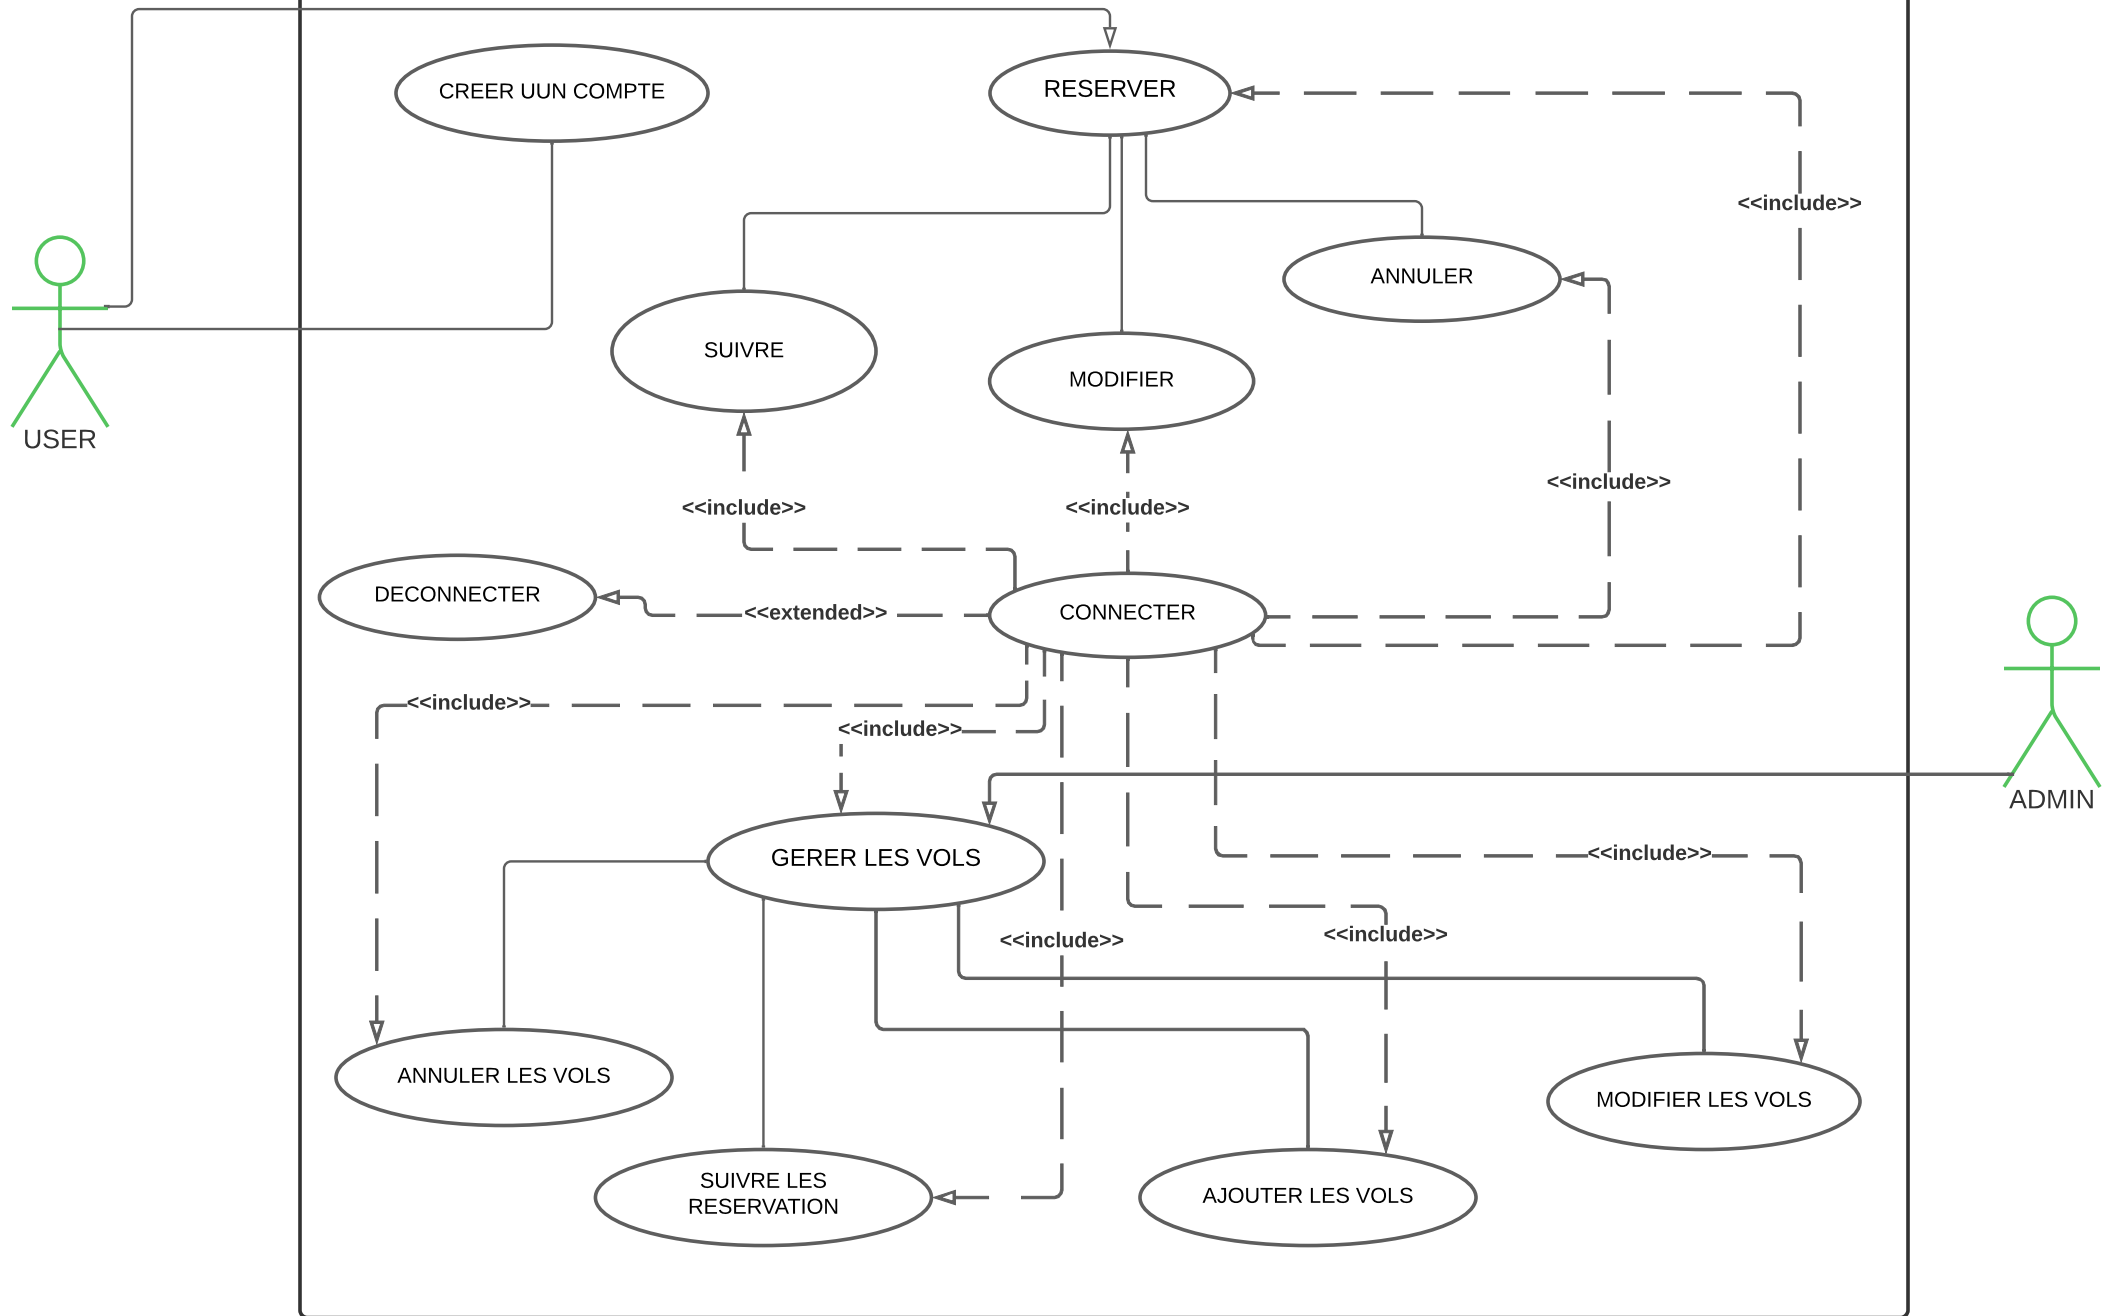 CREER UUN COMPTE
RESERVER
<<include>>
ANNULER
SUIVRE
MODIFIER
USER
<<include>>
<<include>>
<<include>>
DECONNECTER
<<extended>>
CONNECTER
<<include>>
<<include>>
ADMIN
GERER LES VOLS
<<include>>
<<include>>
<<include>>
ANNULER LES VOLS
MODIFIER LES VOLS
SUIVRE LES
RESERVATION
AJOUTER LES VOLS